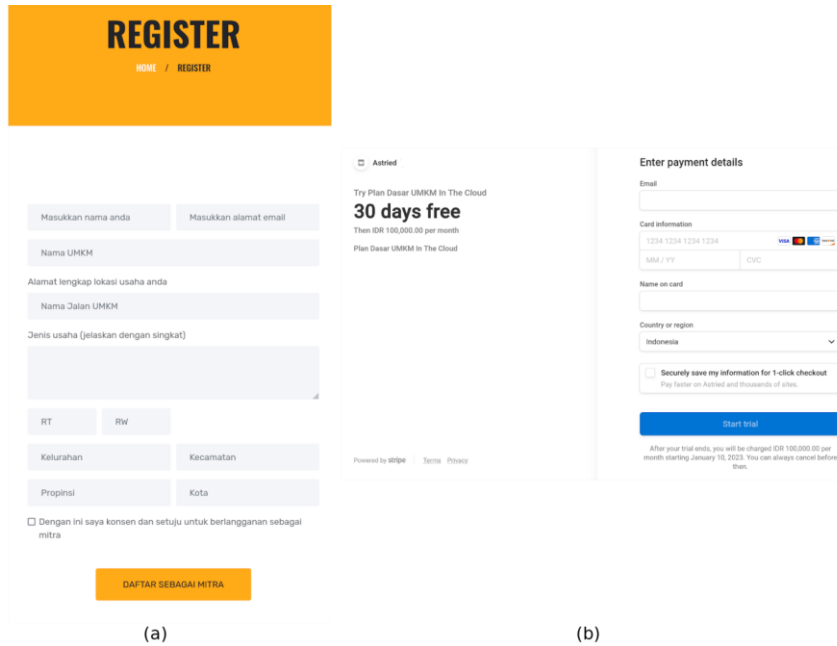 REGISTER
HOME / REGISTER
Masukkan nama anda
Masukkan alamat email
Nama UMKM
Alamat lengkap lokasi usaha anda
Nama Jalan UMKM
Jenis usaha (jelaskan dengan singkat)
RT
RW
Kelurahan
Kecamatan
Propinsi
Kota
Dengan ini saya konsen dan setuju untuk berlangganan sebagai
mitra
DAFTAR SEBAGAI MITRA
(a)
Astried
Try Plan Dasar UMKM In The Cloud
30 days free
Then IDR 100,000.00 per month
Plan Dasar UMKM In The Cloud
Powered by stripe
Terms Privacy
Enter payment details
Email
Card information
1234 1234 1234 1234
VISA
MM / YY
CVC
Name on card
Country or region
Indonesia
Securely save my information for 1-click checkout
Pay faster on Astried and thousands of sites.
Start trial
After your trial ends, you will be charged IDR 100,000.00 per
month starting January 10, 2023. You can always cancel before
then.
(b)